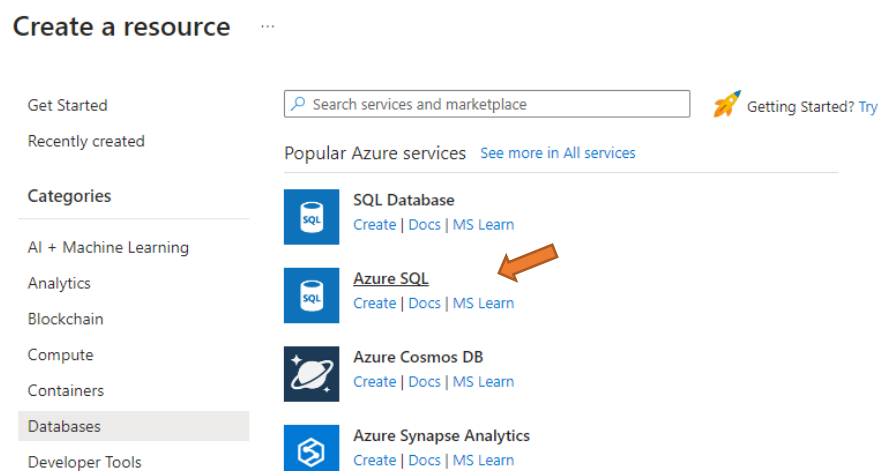 Create a resource ...
Get Started
Recently created
Categories
AI + Machine Learning
Analytics
Blockchain
Compute
Containers
Databases
Developer Tools
Search services and marketplace
Getting Started? Try
Popular Azure services See more in All services
SQL
SQL Database
Create | Docs | MS Learn
SQL
Azure SQL
Create | Docs | MS Learn
Azure Cosmos DB
Create | Docs | MS Learn
Azure Synapse Analytics
Create | Docs | MS Learn